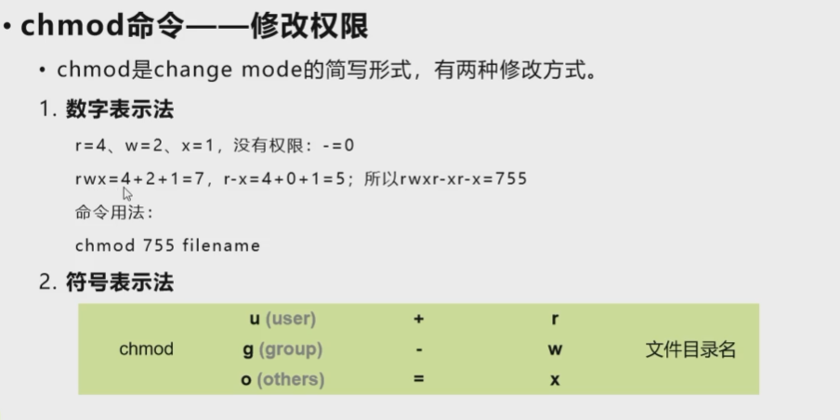 • chmod命令——修改权限
• chmod是change mode的简写形式，有两种修改方式。
1. 数字表示法
r=4、w=2、x=1，没有权限：-=0
rwx=4+2+1=7，r-x=4+0+1=5；所以rwxr-xr-x=755
命令用法：
chmod 755 filename
2. 符号表示法
u (user) + r
chmod g (group) - w 文件目录名
o (others) = x